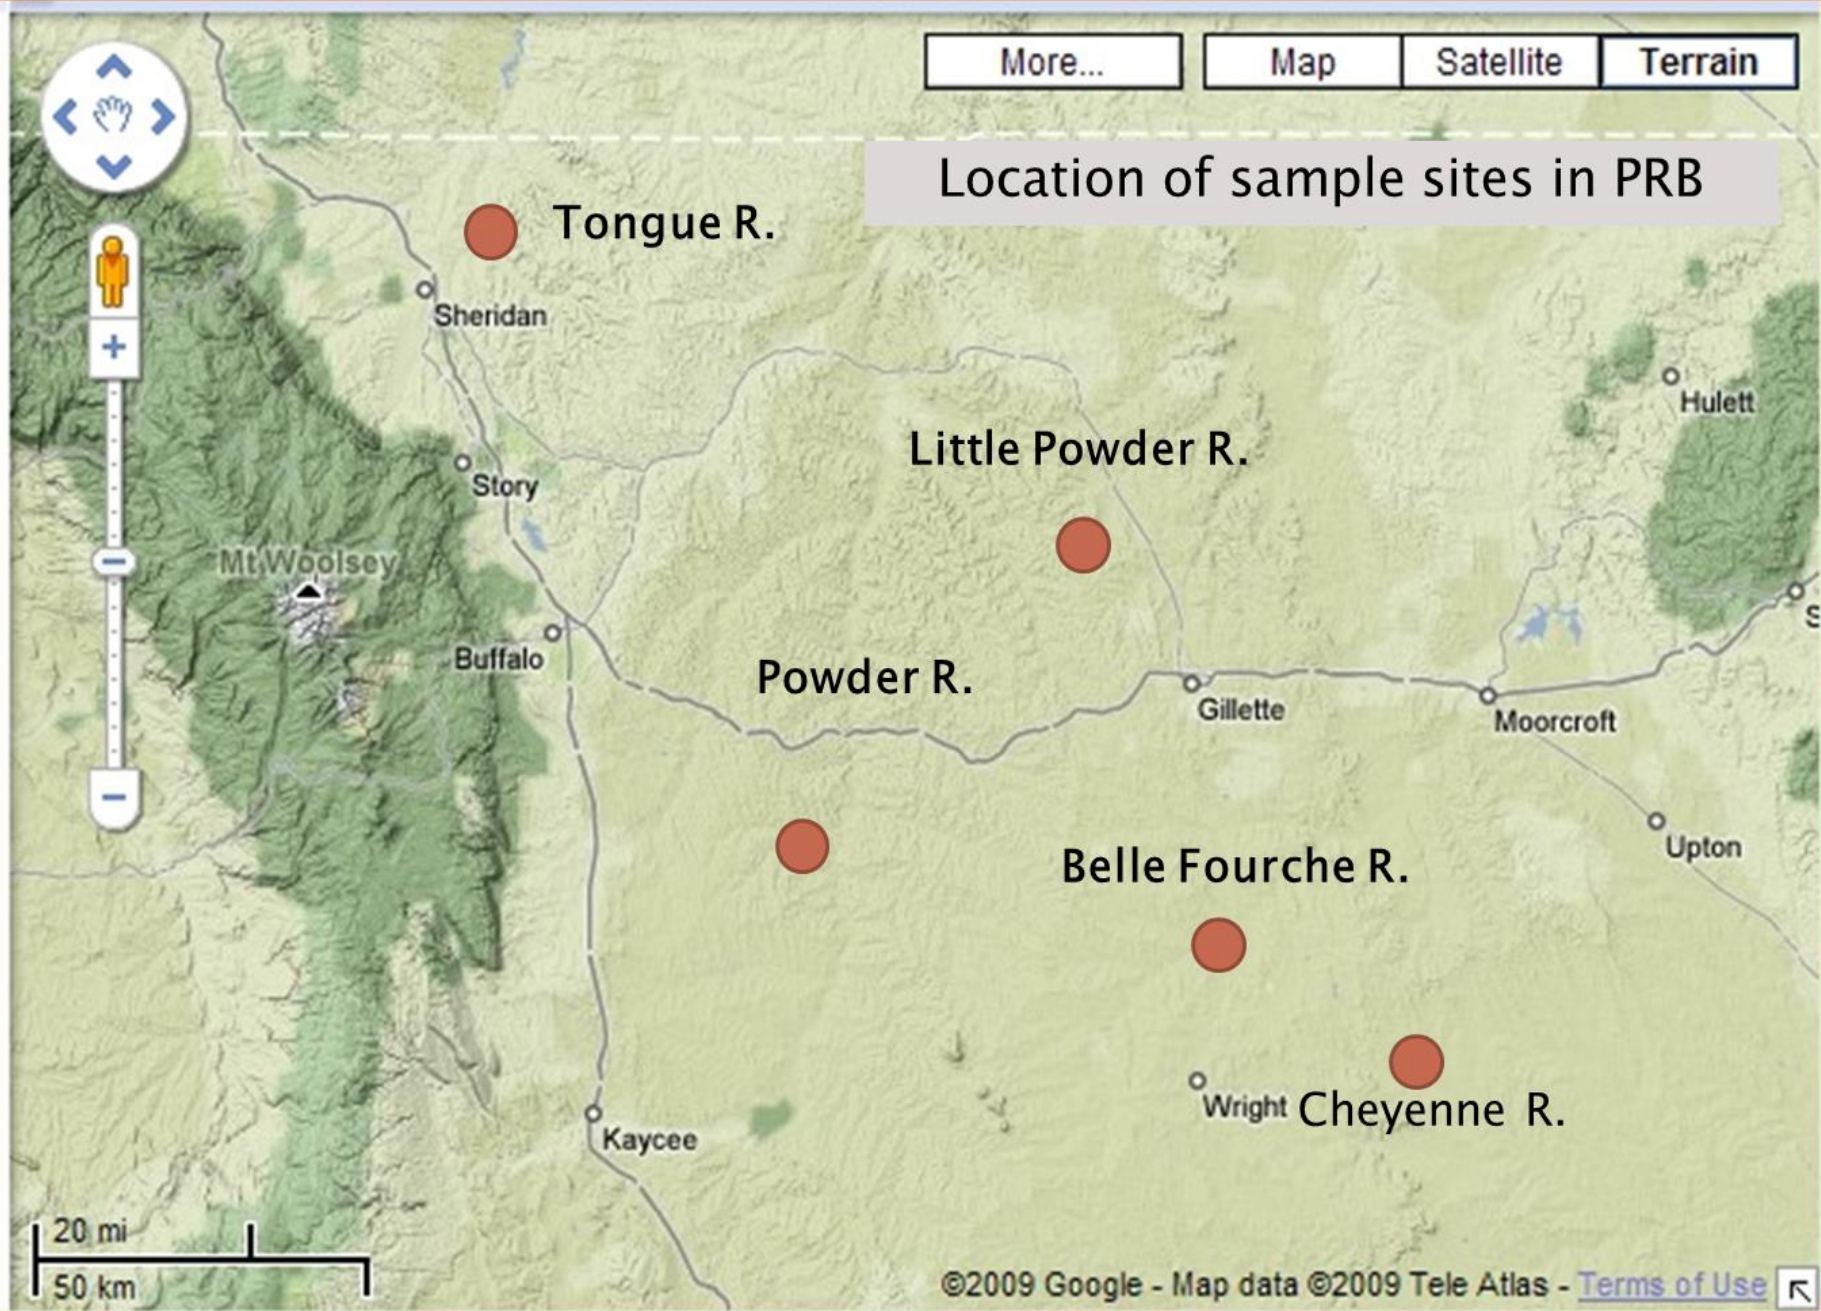 More...
Map
Satellite
Terrain
Location of sample sites in PRB
Tongue R.
Sheridan
Hulett
Little Powder R.
Story
Mt Woolsey
Buffalo
Powder R.
Gillette
Moorcroft
Belle Fourche R.
Upton
Wright
Cheyenne R.
Kaycee
20 mi
50 km
©2009 Google - Map data ©2009 Tele Atlas - Terms of Use